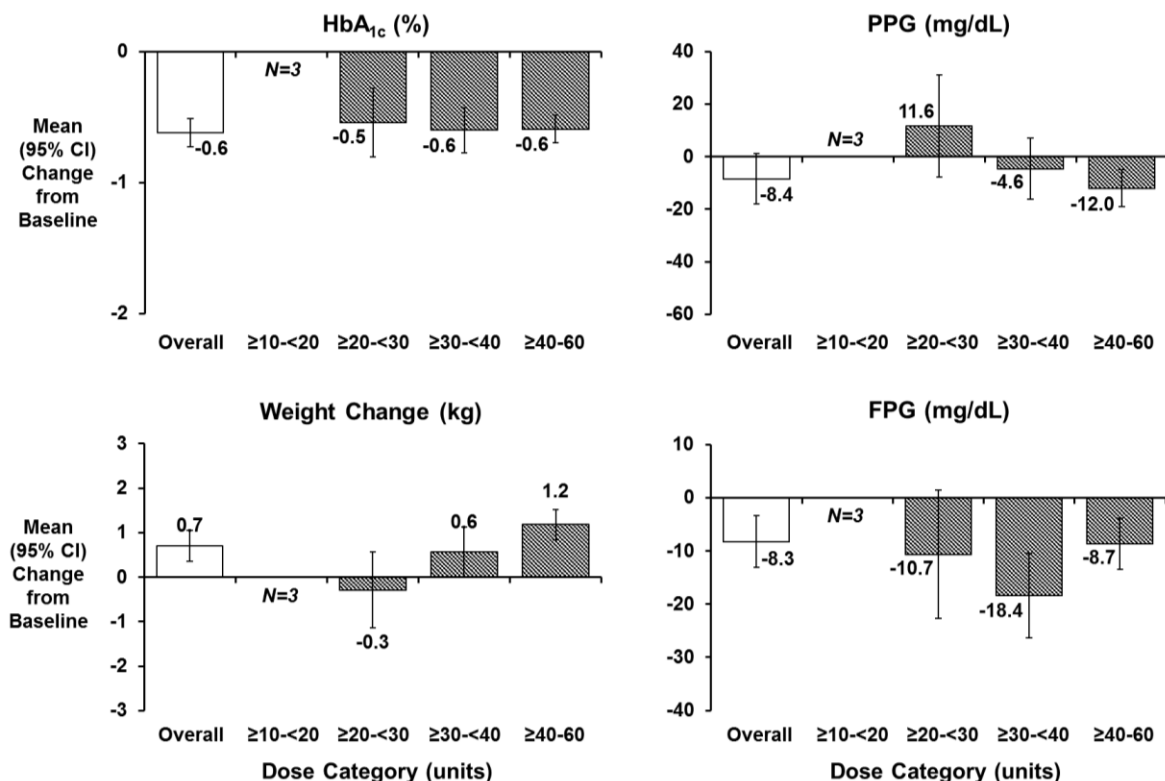 HbA1c (%)
0
-1
-2
Mean
(95% CI)
Change
from
Baseline
N=3
-0.6
-0.5
-0.6
-0.6
Overall ≥10-<20 ≥20-<30 ≥30-<40 ≥40-60
PPG (mg/dL)
40
20
0
-20
-40
-60
11.6
N=3
-8.4
-4.6
-12.0
Overall ≥10-<20 ≥20-<30 ≥30-<40 ≥40-60
Weight Change (kg)
3
2
1
0
-1
-2
-3
Mean
(95% CI)
Change
from
Baseline
1.2
0.7
0.6
N=3
-0.3
Overall ≥10-<20 ≥20-<30 ≥30-<40 ≥40-60
Dose Category (units)
FPG (mg/dL)
10
0
-10
-20
-30
-40
N=3
-8.3
-10.7
-18.4
-8.7
Overall ≥10-<20 ≥20-<30 ≥30-<40 ≥40-60
Dose Category (units)